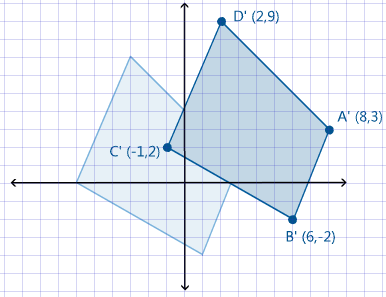 D' (2,9)
A' (8,3)
C' (-1,2)
B' (6,-2)